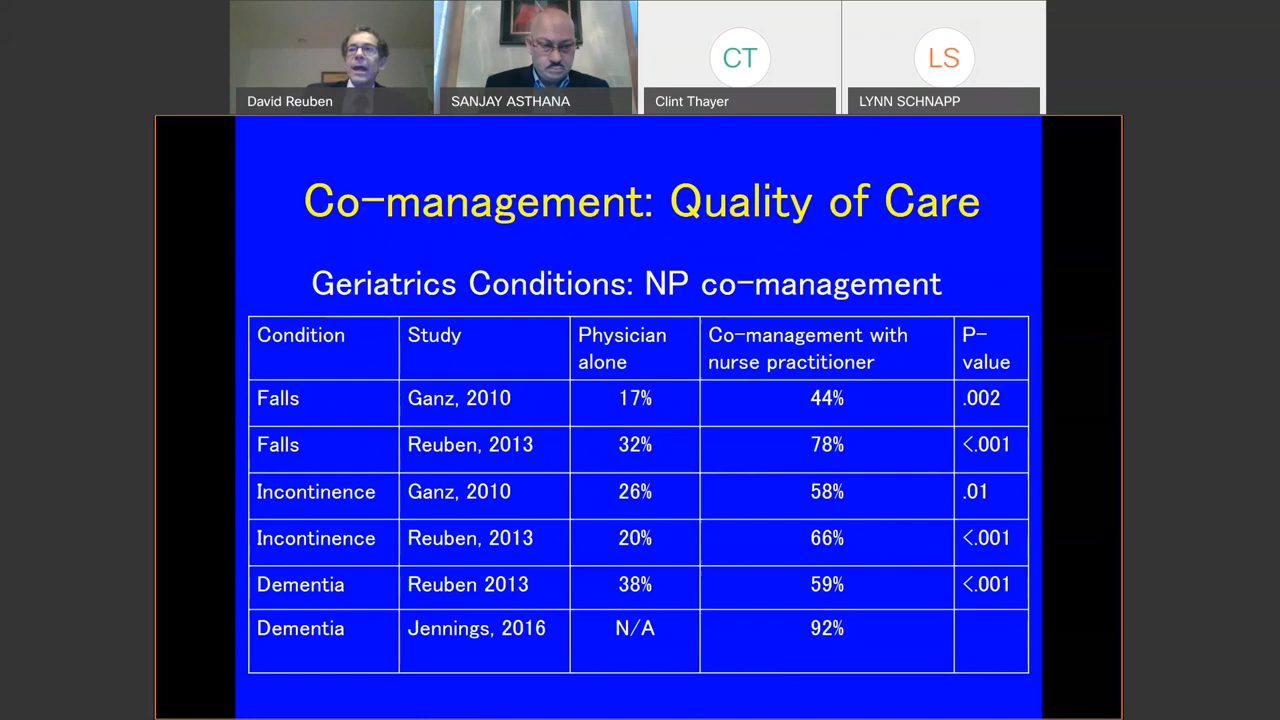 CT
LS
David Reuben
SANJAY ASTHANA
Clint Thayer
LYNN SCHNAPP
Co-management: Quality of Care
Geriatrics Conditions: NP co-management
Condition Study Physician alone Co-management with nurse practitioner P-value
Falls Ganz, 2010 17% 44% .002
Falls Reuben, 2013 32% 78% <.001
Incontinence Ganz, 2010 26% 58% .01
Incontinence Reuben, 2013 20% 66% <.001
Dementia Reuben 2013 38% 59% <.001
Dementia Jennings, 2016 N/A 92%